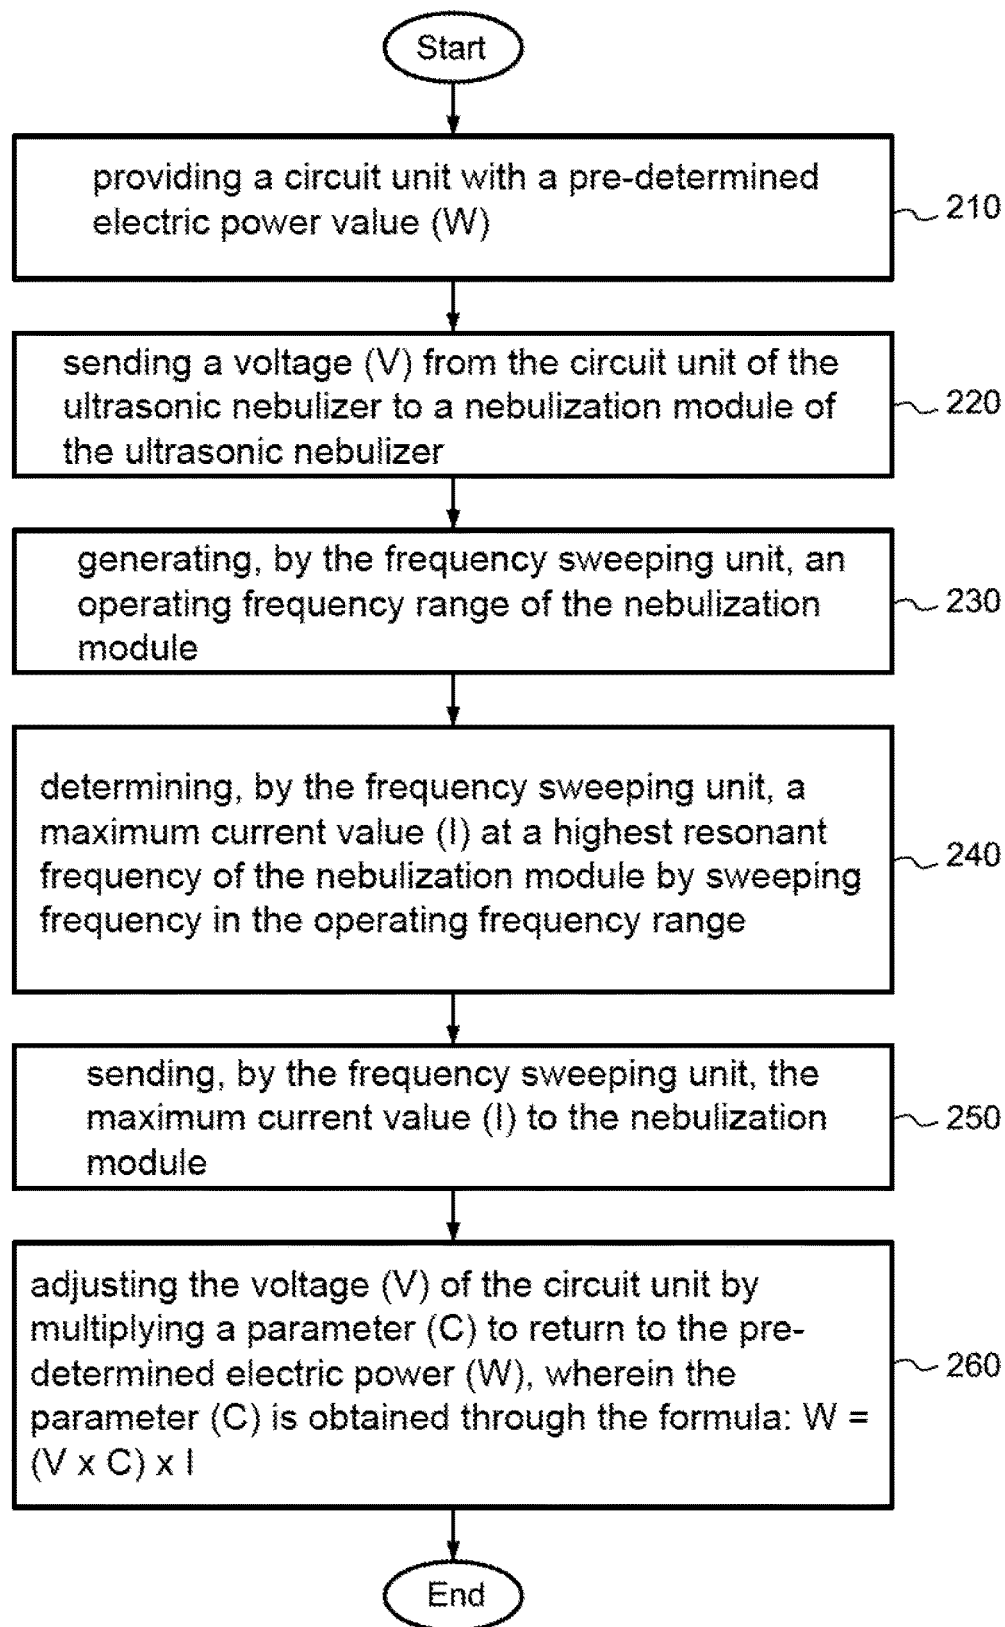 Start
providing a circuit unit with a pre-determined
electric power value (W)
210
sending a voltage (V) from the circuit unit of the
ultrasonic nebulizer to a nebulization module of
the ultrasonic nebulizer
220
generating, by the frequency sweeping unit, an
operating frequency range of the nebulization
module
230
determining, by the frequency sweeping unit, a
maximum current value (I) at a highest resonant
frequency of the nebulization module by sweeping
frequency in the operating frequency range
240
sending, by the frequency sweeping unit, the
maximum current value (I) to the nebulization
module
250
adjusting the voltage (V) of the circuit unit by
multiplying a parameter (C) to return to the pre-
determined electric power (W), wherein the
parameter (C) is obtained through the formula: W =
(V x C) x I
260
End